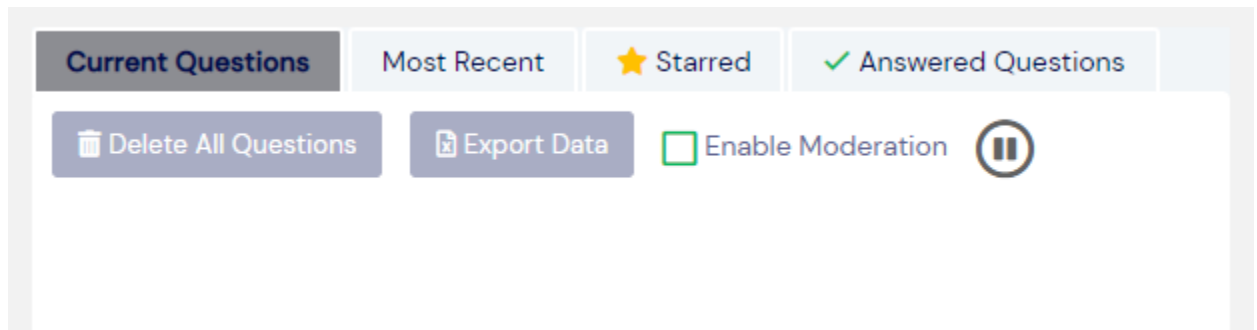 Current Questions Most Recent Starred Answered Questions
Delete All Questions Export Data Enable Moderation